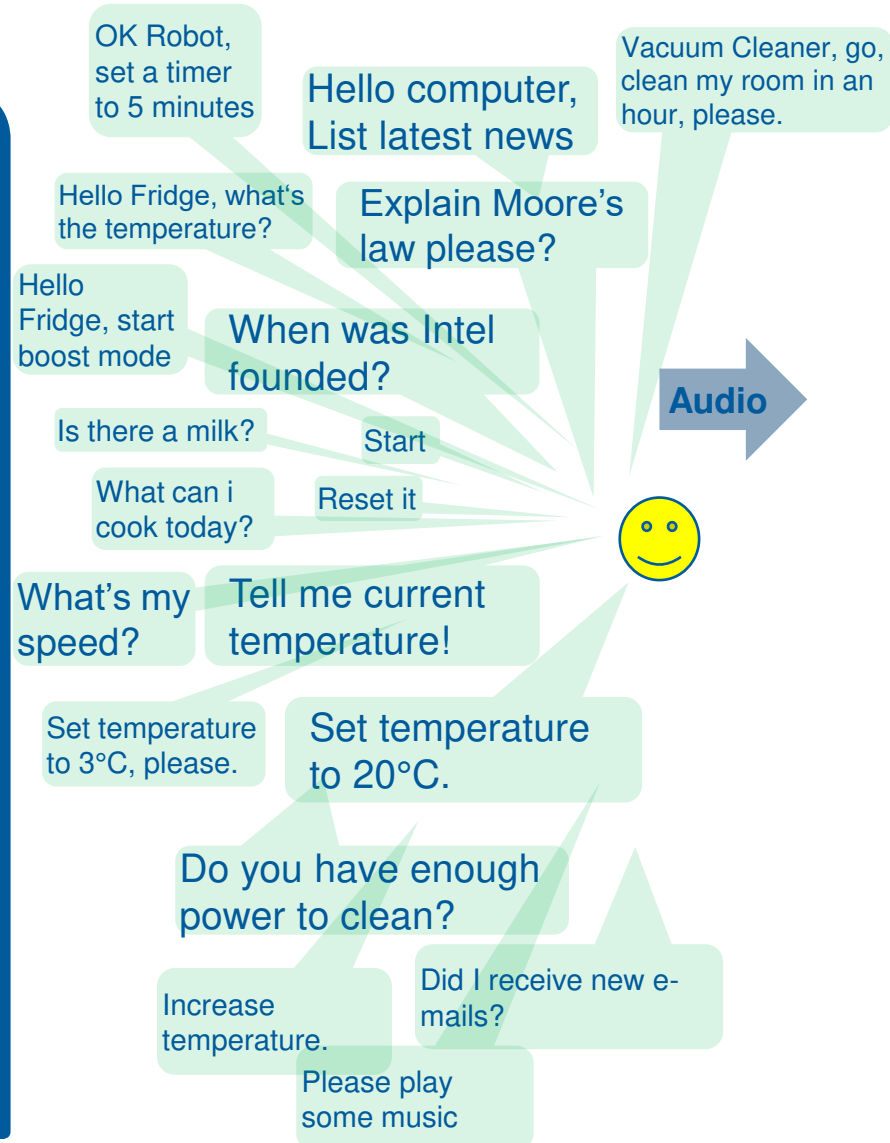 OK Robot,
set a timer
to 5 minutes
Hello computer,
List latest news
Vacuum Cleaner, go,
clean my room in an
hour, please.
Hello Fridge, what‘s
the temperature?
Explain Moore’s
law please?
Hello
Fridge, start
boost mode
When was Intel
founded?
Audio
Is there a milk?
Start
What can i
cook today?
Reset it
What’s my
speed?
Tell me current
temperature!
Set temperature
to 3°C, please.
Set temperature
to 20°C.
Do you have enough
power to clean?
Increase
temperature.
Did I receive new e-
mails?
Please play
some music